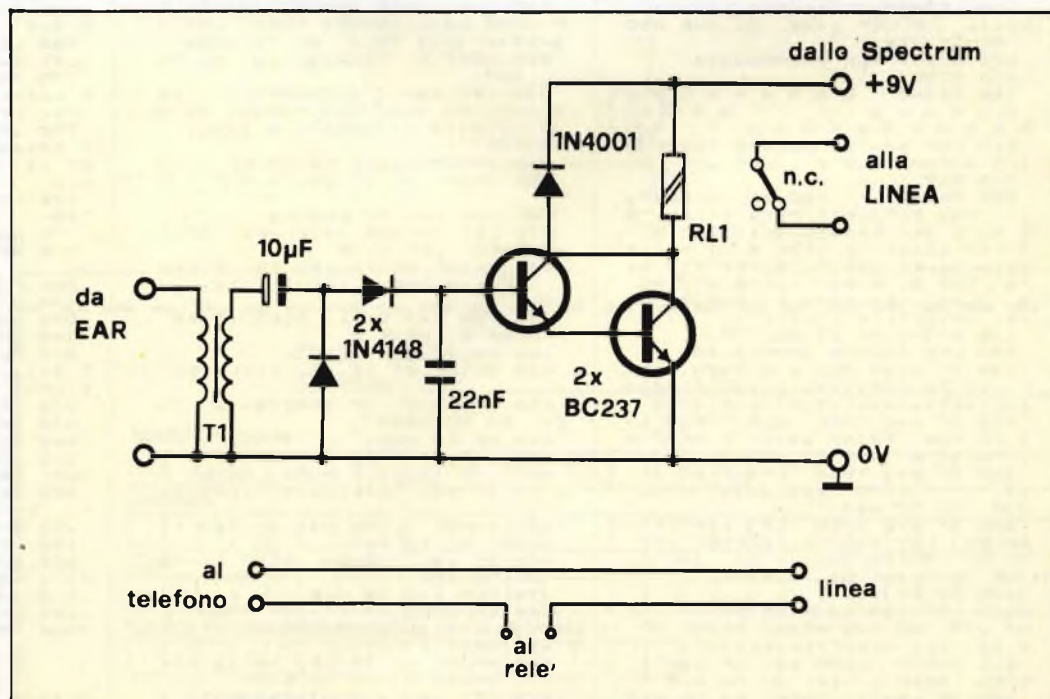 dallo Spectrum
+9V
1N4001
n.c.
alla
LINEA
RL1
10µF
da
EAR
2x
1N4148
22nF
2x
BC237
T1
0V
al
telefono
linea
al
rele'